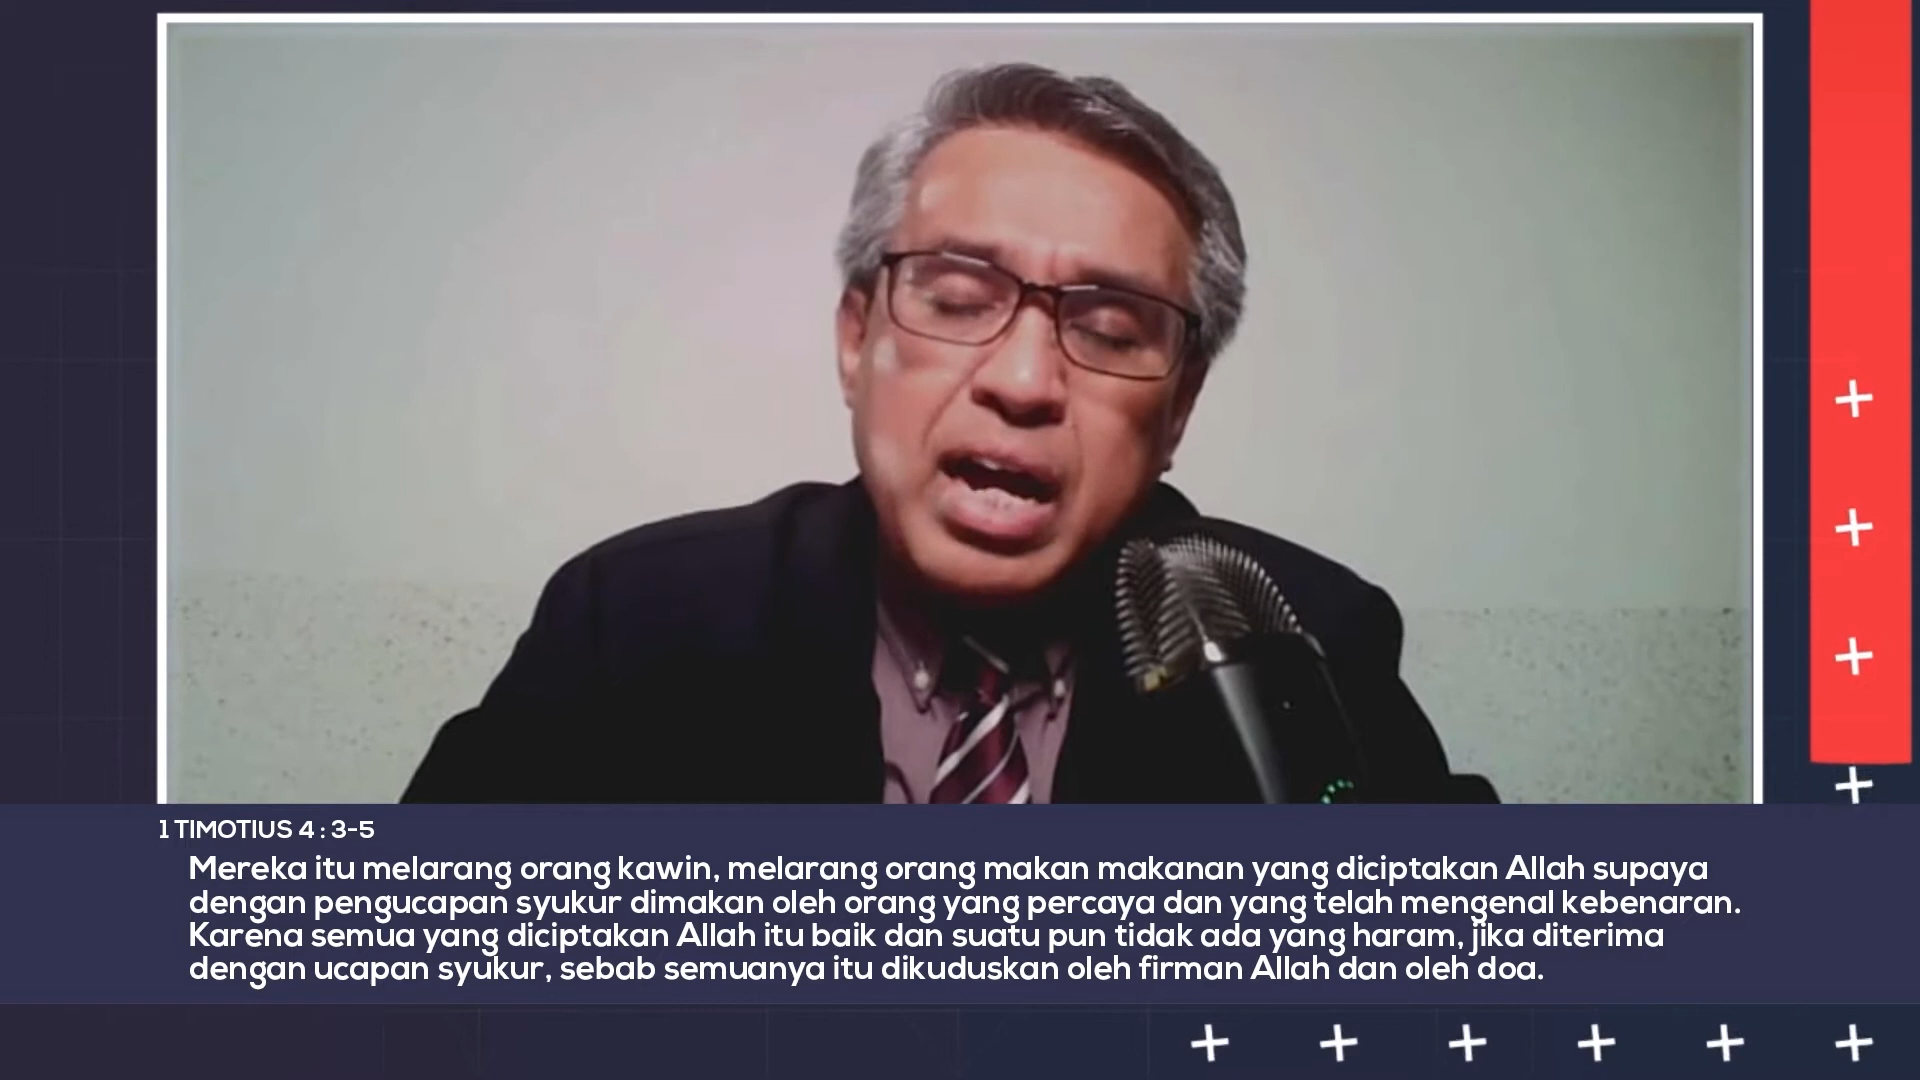 1 TIMOTIUS 4 : 3-5
Mereka itu melarang orang kawin, melarang orang makan makanan yang diciptakan Allah supaya
dengan pengucapan syukur dimakan oleh orang yang percaya dan yang telah mengenal kebenaran.
Karena semua yang diciptakan Allah itu baik dan suatu pun tidak ada yang haram, jika diterima
dengan ucapan syukur, sebab semuanya itu dikuduskan oleh firman Allah dan oleh doa.